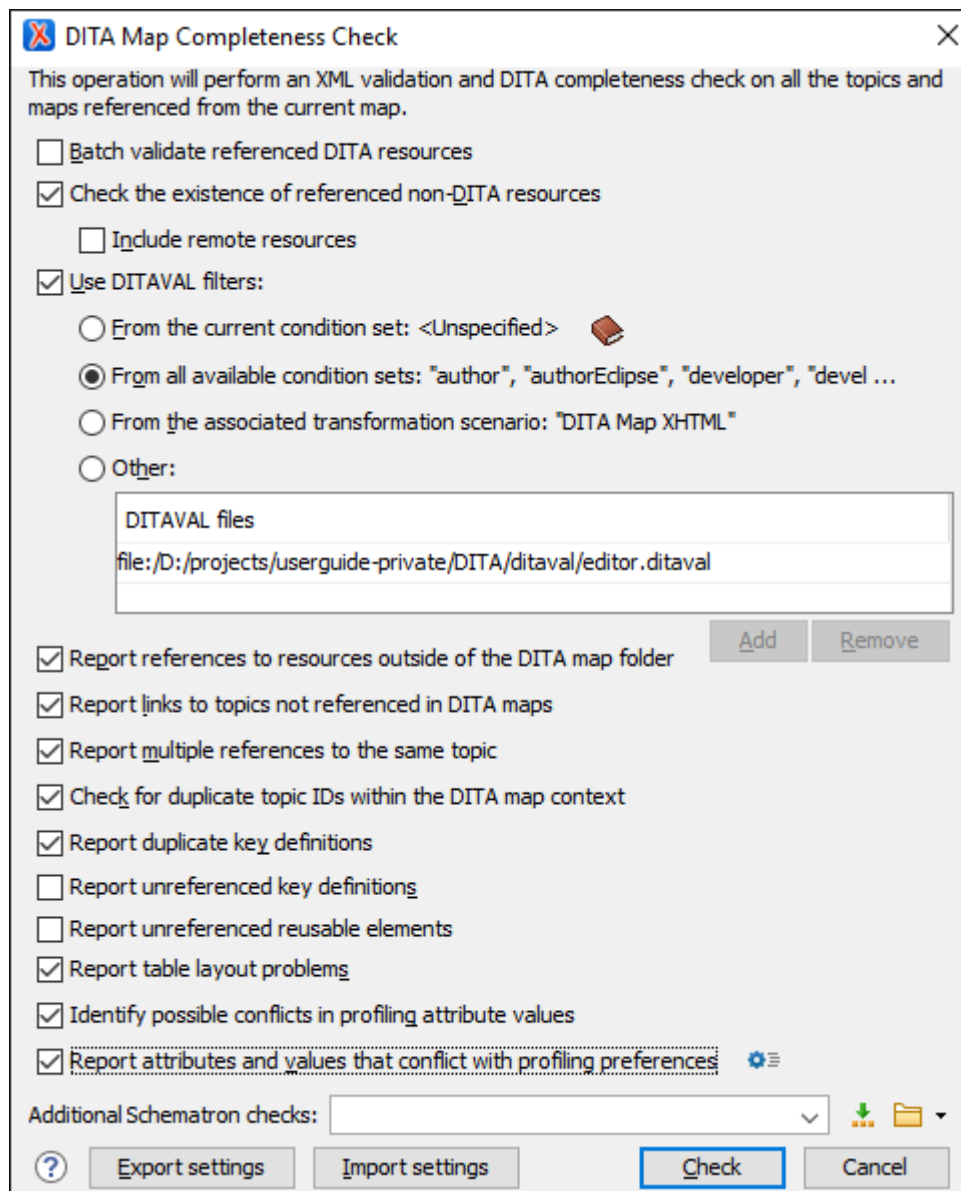 DITA Map Completeness Check
This operation will perform an XML validation and DITA completeness check on all the topics and
maps referenced from the current map.
Batch validate referenced DITA resources
Check the existence of referenced non-DITA resources
Include remote resources
Use DITAVAL filters:
From the current condition set: <Unspecified>
From all available condition sets: "author", "authorEclipse", "developer", "devel ...
From the associated transformation scenario: "DITA Map XHTML"
Other:
DITAVAL files
file:/D:/projects/userguide-private/DITA/ditaval/editor.ditaval
Add Remove
Report references to resources outside of the DITA map folder
Report links to topics not referenced in DITA maps
Report multiple references to the same topic
Check for duplicate topic IDs within the DITA map context
Report duplicate key definitions
Report unreferenced key definitions
Report unreferenced reusable elements
Report table layout problems
Identify possible conflicts in profiling attribute values
Report attributes and values that conflict with profiling preferences
Additional Schematron checks:
? Export settings Import settings Check Cancel